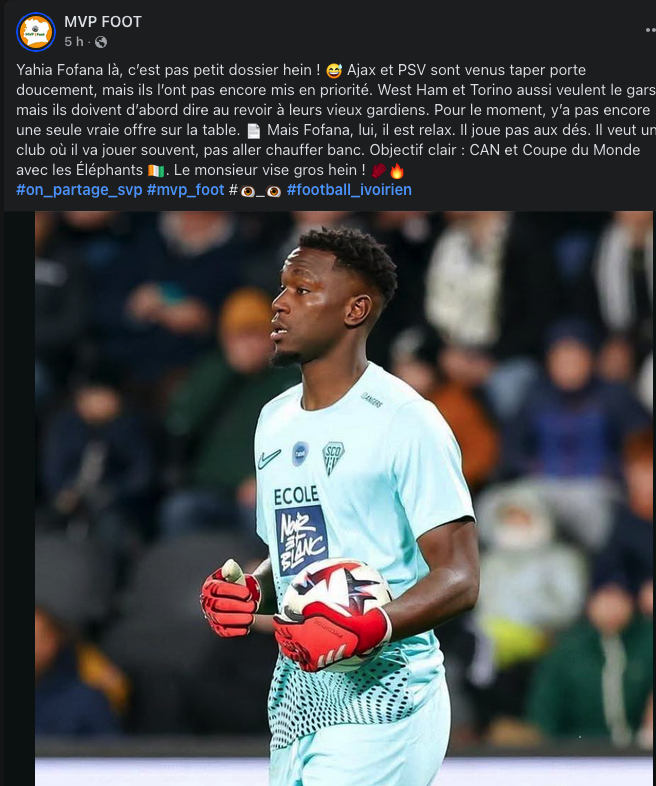 MVP FOOT
5 h ·
Yahia Fofana là, c’est pas petit dossier hein ! 😅 Ajax et PSV sont venus taper porte
doucement, mais ils l’ont pas encore mis en priorité. West Ham et Torino aussi veulent le gars
mais ils doivent d’abord dire au revoir à leurs vieux gardiens. Pour le moment, y’a pas encore
une seule vraie offre sur la table. 📄 Mais Fofana, lui, il est relax. Il joue pas aux dés. Il veut un
club où il va jouer souvent, pas aller chauffer banc. Objectif clair : CAN et Coupe du Monde
avec les Éléphants 🇨🇮. Le monsieur vise gros hein ! 🥊🔥
#on_partage_svp #mvp_foot #👁_👁 #football_ivoirien
SCO
ECOLE
NOIR
ET
BLANC